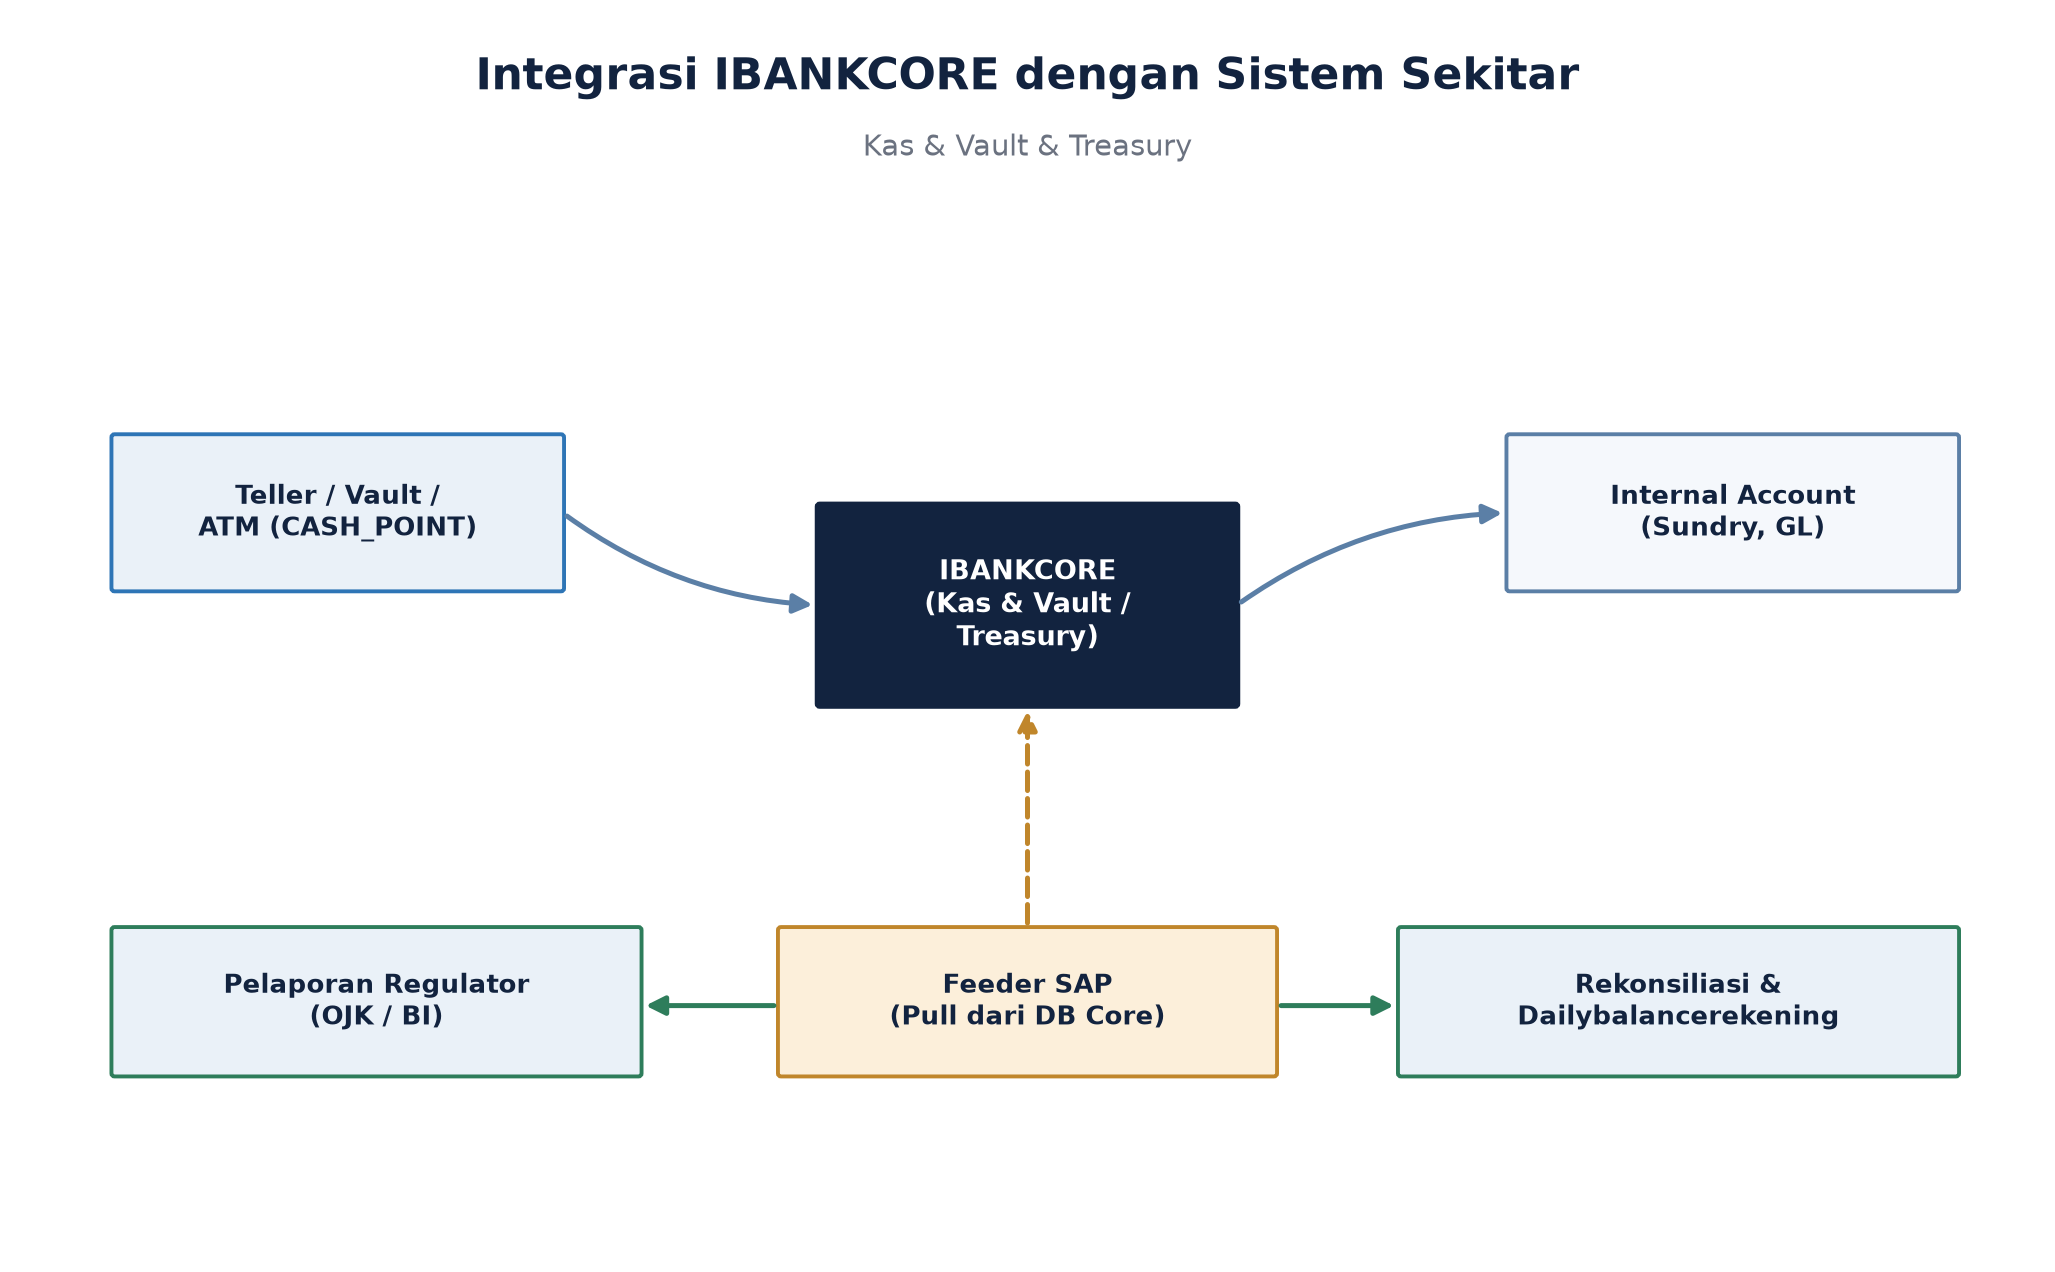 Integrasi IBANKCORE dengan Sistem Sekitar
Kas & Vault & Treasury
Teller / Vault /
ATM (CASH_POINT)
IBANKCORE
(Kas & Vault /
Treasury)
Internal Account
(Sundry, GL)
Pelaporan Regulator
(OJK / BI)
Feeder SAP
(Pull dari DB Core)
Rekonsiliasi &
Dailybalancerekening